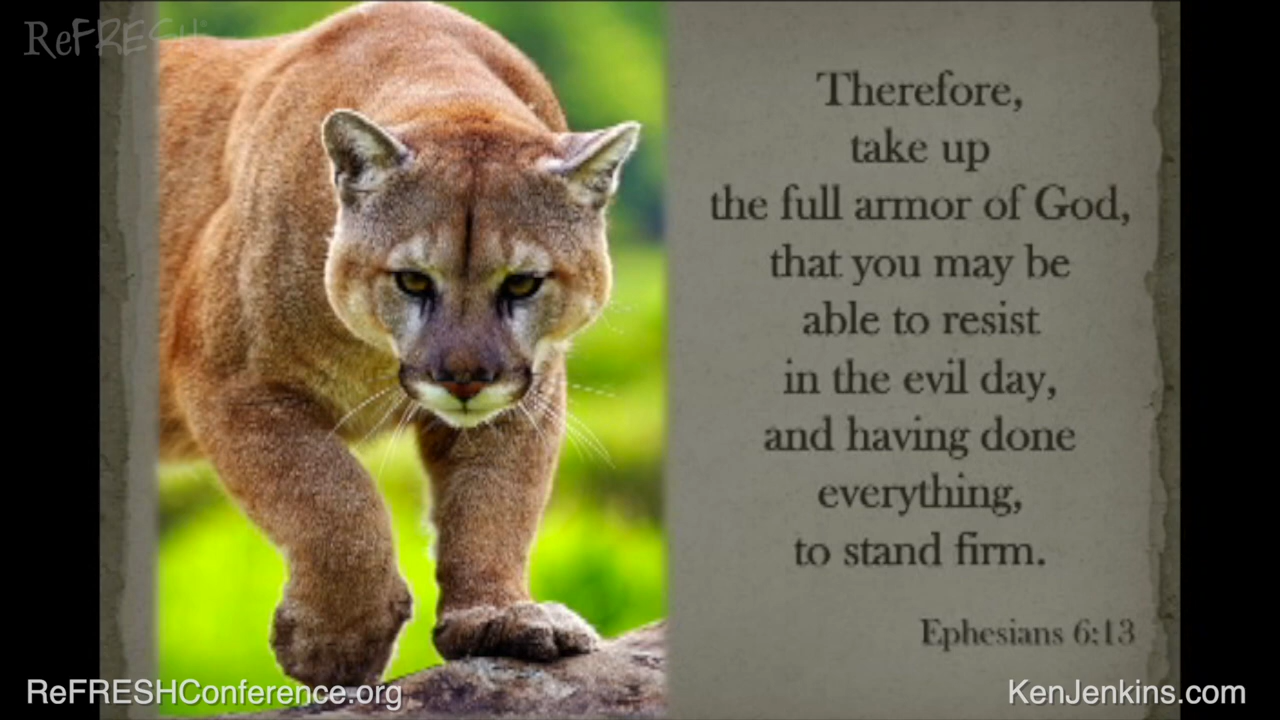 ReFRESH
Therefore,
take up
the full armor of God,
that you may be
able to resist
in the evil day,
and having done
everything,
to stand firm.
Ephesians 6:13
ReFRESHConference.org
KenJenkins.com